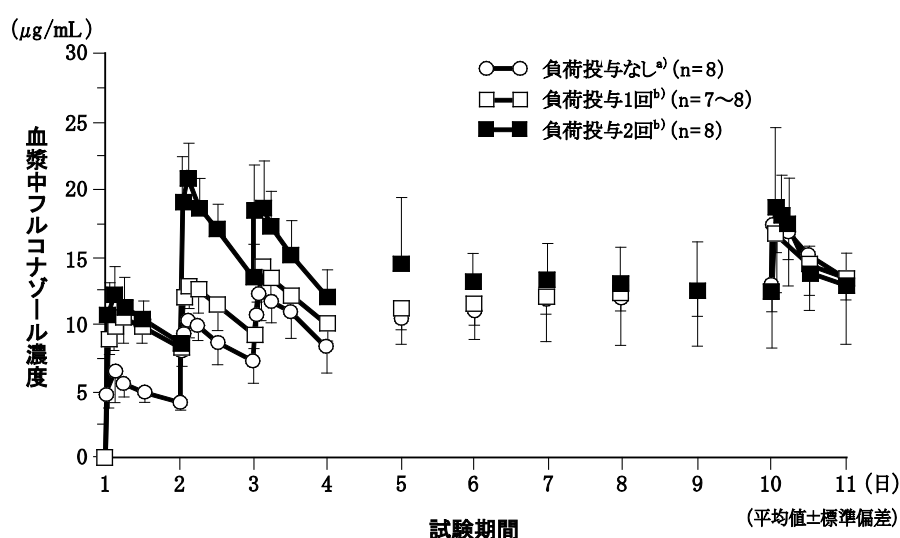 (μg/mL)
30
25
20
15
10
5
0
血漿中フルコナゾール濃度
負荷投与なしa) (n=8)
負荷投与1回b) (n=7〜8)
負荷投与2回b) (n=8)
1 2 3 4 5 6 7 8 9 10 11 (日)
(平均値±標準偏差)
試験期間